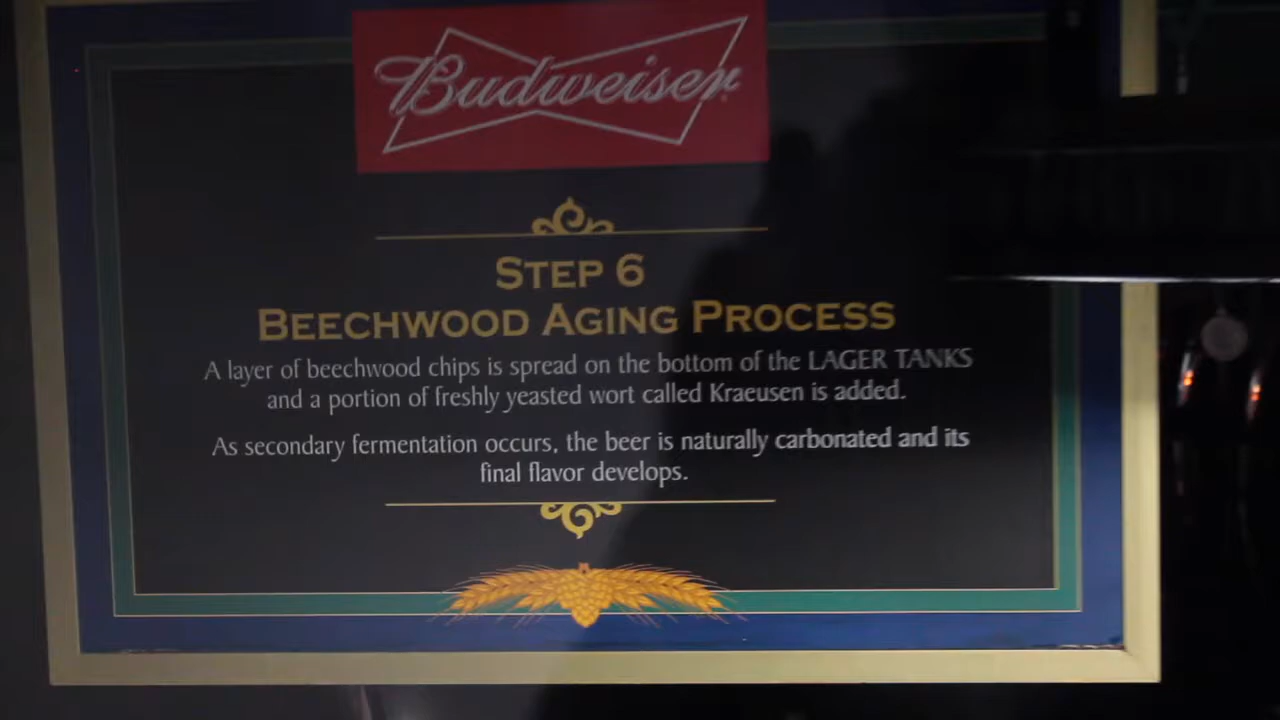 Budweiser
STEP 6
BEECHWOOD AGING PROCESS
A layer of beechwood chips is spread on the bottom of the LAGER TANKS
and a portion of freshly yeasted wort called Kraeusen is added.
As secondary fermentation occurs, the beer is naturally carbonated and its
final flavor develops.